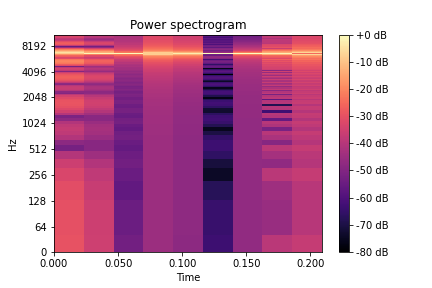 Power spectrogram
8192
4096
2048
1024
512
256
128
64
0
Hz
0.000 0.050 0.100 0.150 0.200
Time
+0 dB
-10 dB
-20 dB
-30 dB
-40 dB
-50 dB
-60 dB
-70 dB
-80 dB